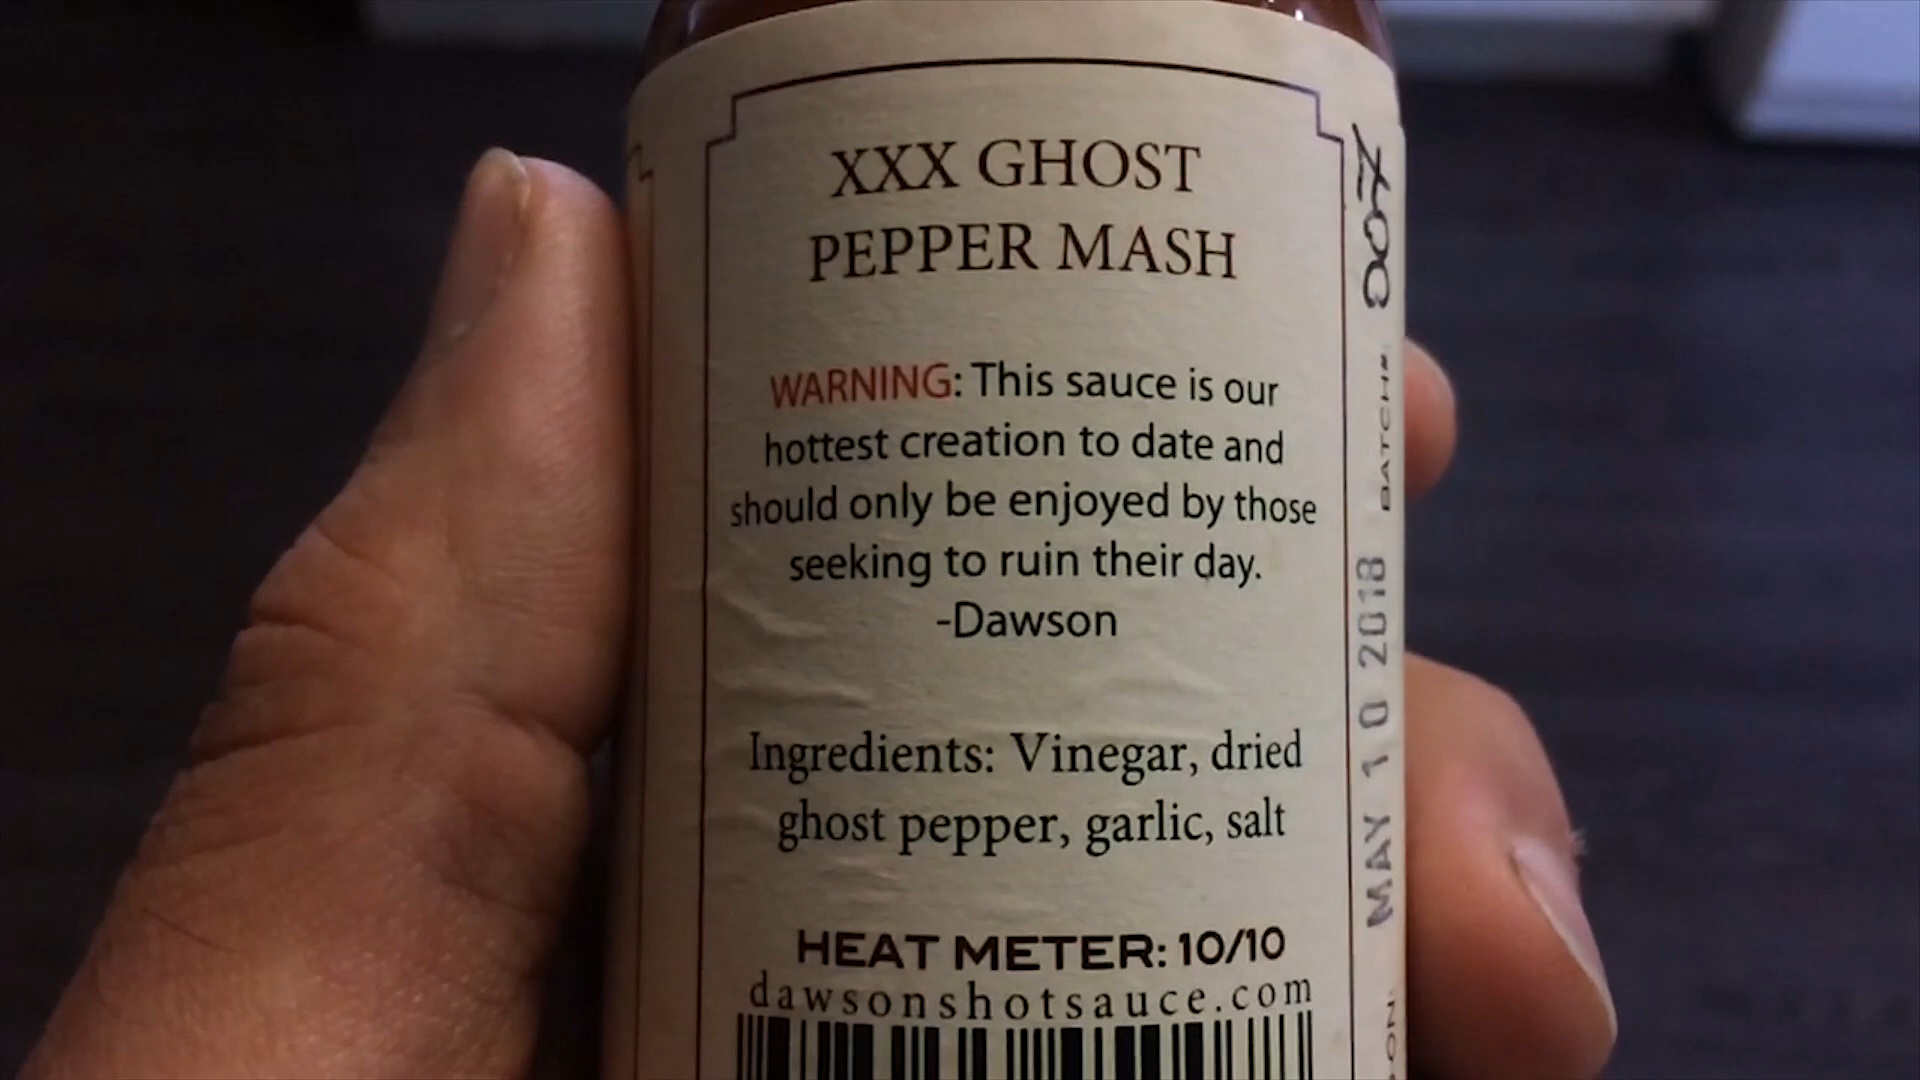 XXX GHOST
PEPPER MASH
WARNING: This sauce is our
hottest creation to date and
should only be enjoyed by those
seeking to ruin their day.
-Dawson
Ingredients: Vinegar, dried
ghost pepper, garlic, salt
HEAT METER: 10/10
dawsonshotsauce.com
MAY 10 2018
BATCH#